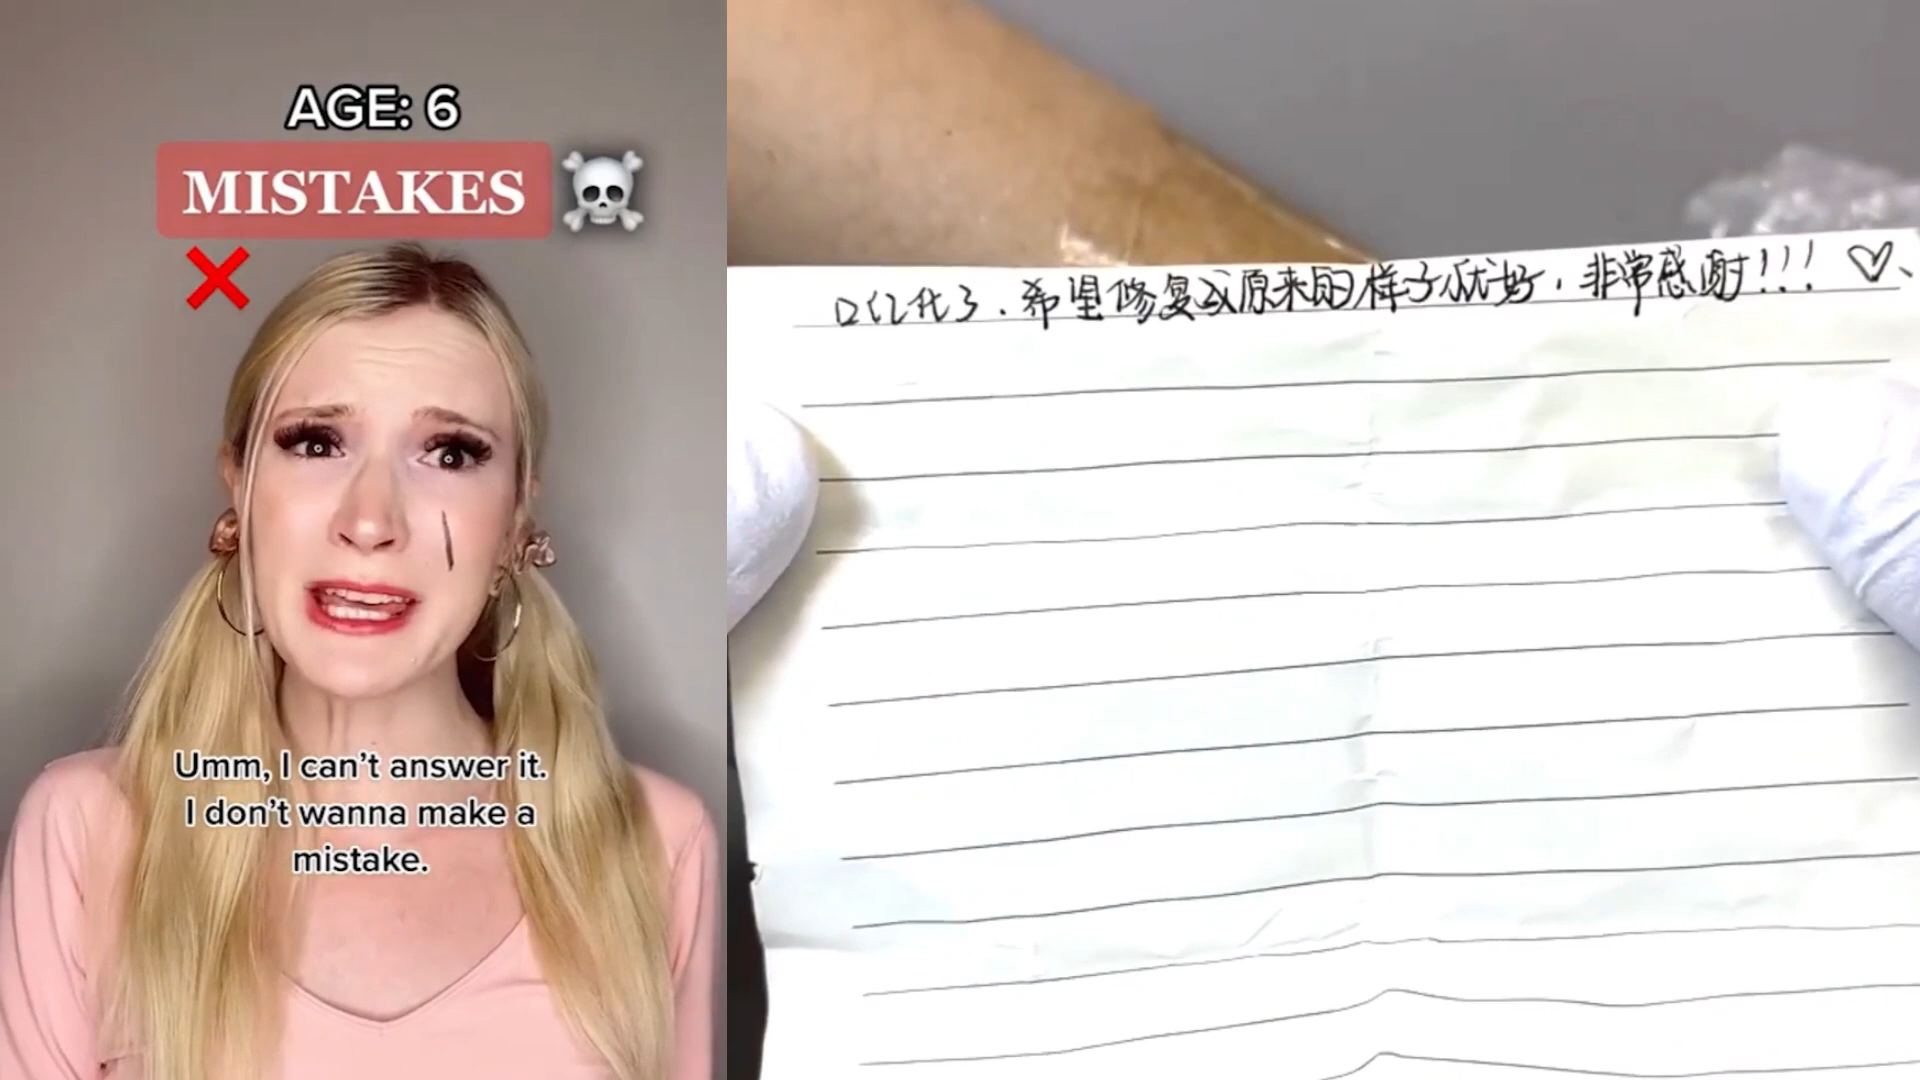 AGE: 6
MISTAKES
Umm, I can't answer it.
I don't wanna make a
mistake.
了.希望修复成原来的样子就好,非常感谢!!!